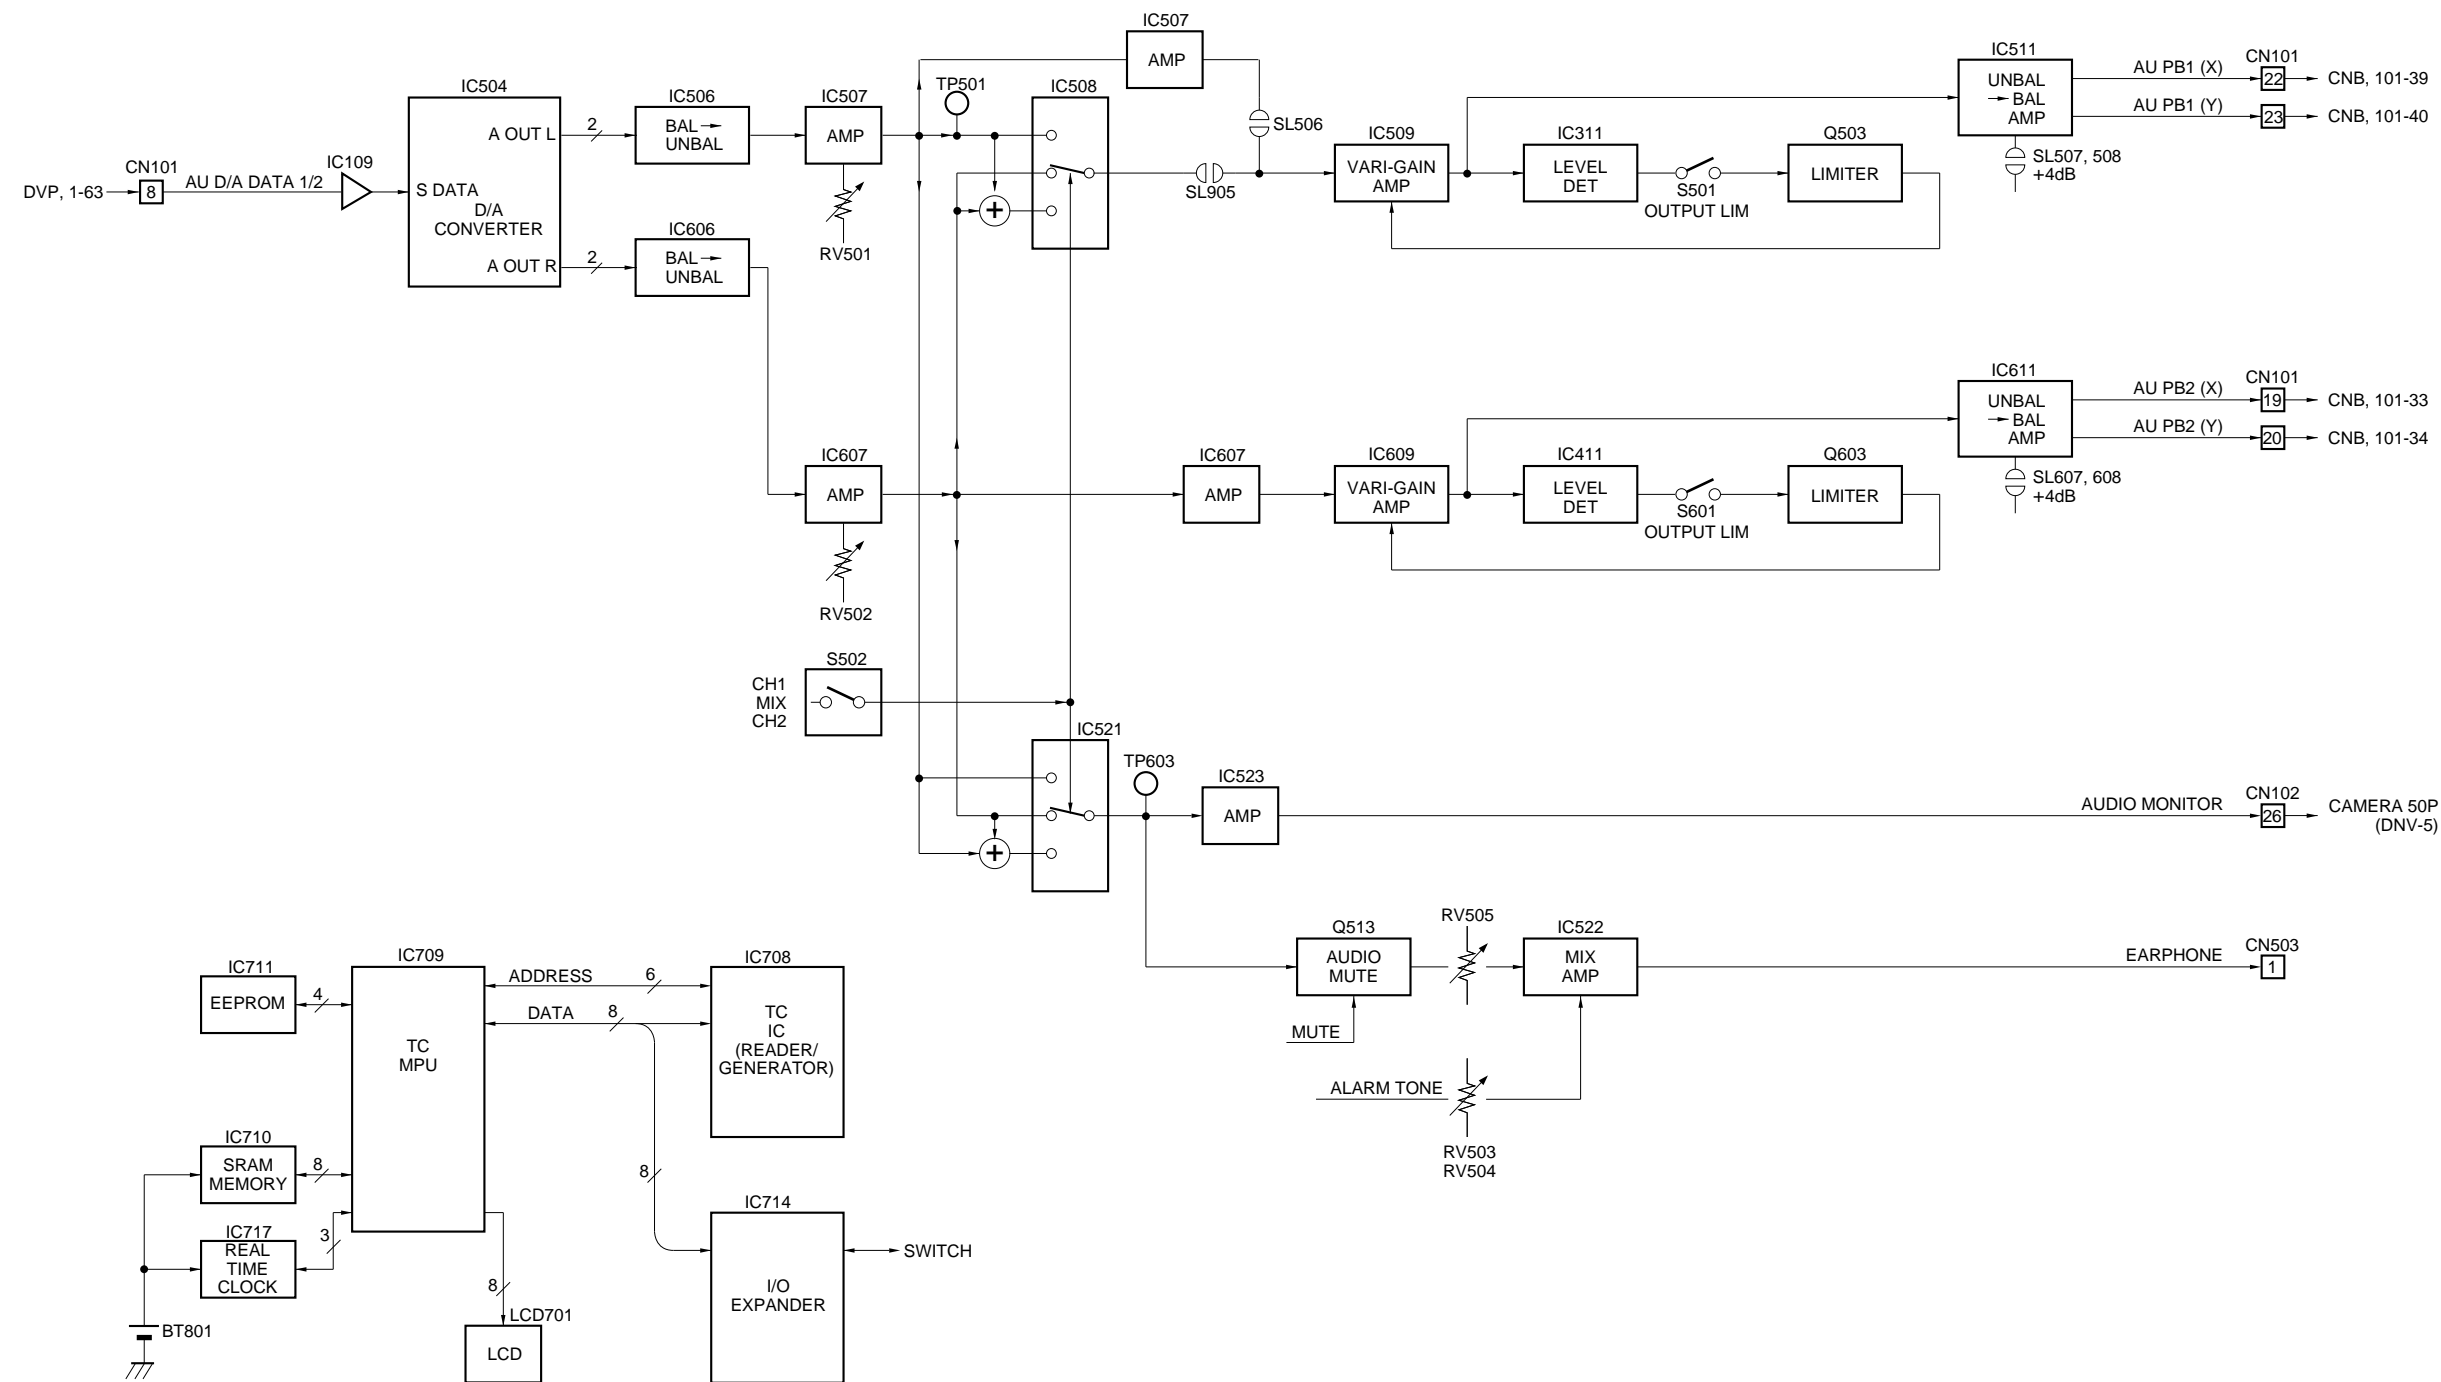 IC507
AMP
IC504
A OUT L
S DATA
D/A
CONVERTER
A OUT R
2
2
IC506
BAL
UNBAL
IC507
AMP
RV501
TP501
IC508
SL506
SL905
IC509
VARI-GAIN
AMP
IC311
LEVEL
DET
S501
OUTPUT LIM
Q503
LIMITER
IC511
UNBAL
BAL
AMP
SL507, 508
+4dB
AU PB1 (X)
AU PB1 (Y)
CN101
22
23
CNB, 101-39
CNB, 101-40
DVP, 1-63
CN101
8
AU D/A DATA 1/2
IC109
IC606
BAL
UNBAL
IC607
AMP
RV502
IC607
AMP
IC609
VARI-GAIN
AMP
IC411
LEVEL
DET
S601
OUTPUT LIM
Q603
LIMITER
IC611
UNBAL
BAL
AMP
SL607, 608
+4dB
AU PB2 (X)
AU PB2 (Y)
CN101
19
20
CNB, 101-33
CNB, 101-34
S502
CH1
MIX
CH2
IC521
TP603
IC523
AMP
AUDIO MONITOR
CN102
26
CAMERA 50P
(DNV-5)
Q513
AUDIO
MUTE
MUTE
RV505
IC522
MIX
AMP
EARPHONE
CN503
1
ALARM TONE
RV503
RV504
IC711
EEPROM
4
IC709
TC
MPU
ADDRESS
6
DATA
8
IC708
TC
IC
(READER/
GENERATOR)
IC710
SRAM
MEMORY
8
IC717
REAL
TIME
CLOCK
3
BT801
8
LCD701
LCD
8
IC714
I/O
EXPANDER
SWITCH